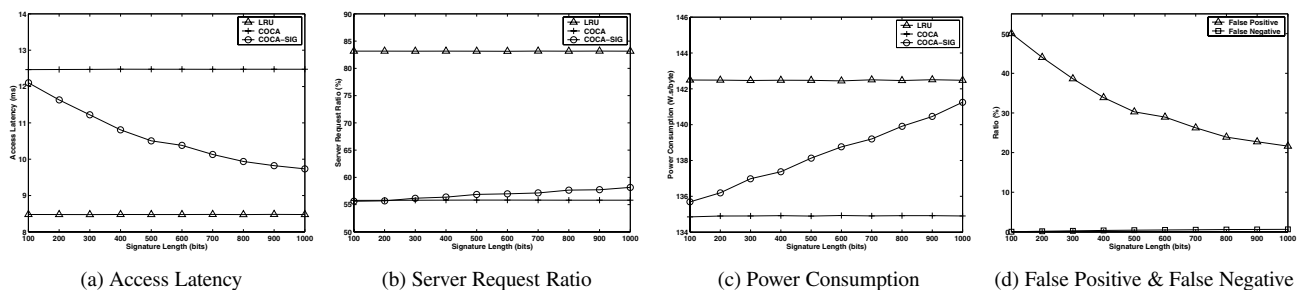 14
13
12
11
10
9
8
Access Latency (ms)
LRU
COCA
COCA-SIG
100 200 300 400 500 600 700 800 900 1000
Signature Length (bits)
(a) Access Latency
90
85
80
75
70
65
60
55
50
Server Request Ratio (%)
LRU
COCA
COCA-SIG
100 200 300 400 500 600 700 800 900 1000
Signature Length (bits)
(b) Server Request Ratio
146
144
142
140
138
136
134
Power Consumption (W.s/byte)
LRU
COCA
COCA-SIG
100 200 300 400 500 600 700 800 900 1000
Signature Length (bits)
(c) Power Consumption
50
40
30
20
10
0
Ratio (%)
False Positive
False Negative
100 200 300 400 500 600 700 800 900 1000
Signature Length (bits)
(d) False Positive & False Negative